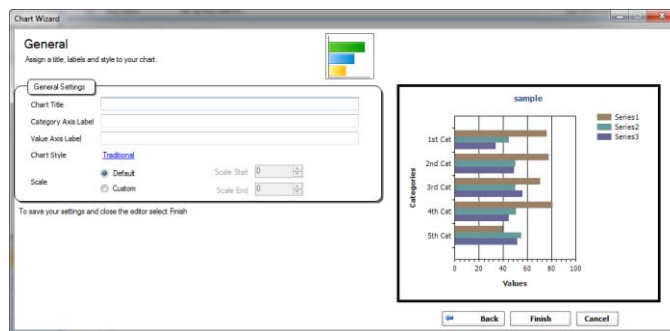 Chart Wizard
General
Assign a title, labels and style to your chart.
General Settings
Chart Title
Category Axis Label
Value Axis Label
Chart Style Traditional
Scale
Default
Custom
Scale Start 0
Scale End 0
To save your settings and close the editor select Finish
sample
Series1
Series2
Series3
Categories
1st Cat
2nd Cat
3rd Cat
4th Cat
5th Cat
0 20 40 60 80 100
Values
Back Finish Cancel